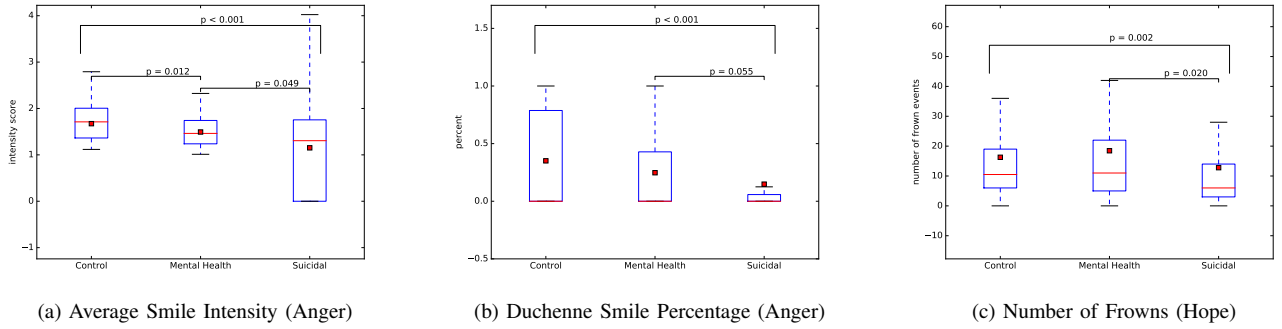 4
3
2
1
0
−1
intensity score
p < 0.001
p = 0.012
p = 0.049
Control Mental Health Suicidal
(a) Average Smile Intensity (Anger)
1.5
1.0
0.5
0.0
−0.5
percent
p < 0.001
p = 0.055
Control Mental Health Suicidal
(b) Duchenne Smile Percentage (Anger)
60
50
40
30
20
10
0
−10
number of frown events
p = 0.002
p = 0.020
Control Mental Health Suicidal
(c) Number of Frowns (Hope)